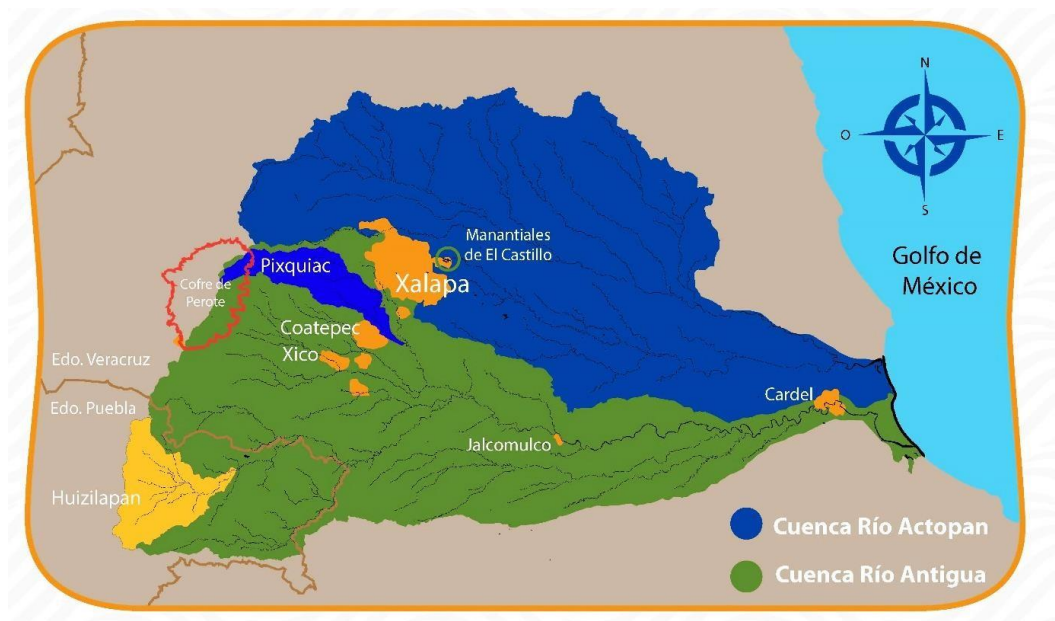 N
O
E
S
Golfo de
México
Manantiales
de El Castillo
Pixquiac
Xalapa
Cofre de
Perote
Coatepec
Xico
Edo. Veracruz
Edo. Puebla
Cardel
Jalcomulco
Huizilapan
Cuenca Río Actopan
Cuenca Río Antigua